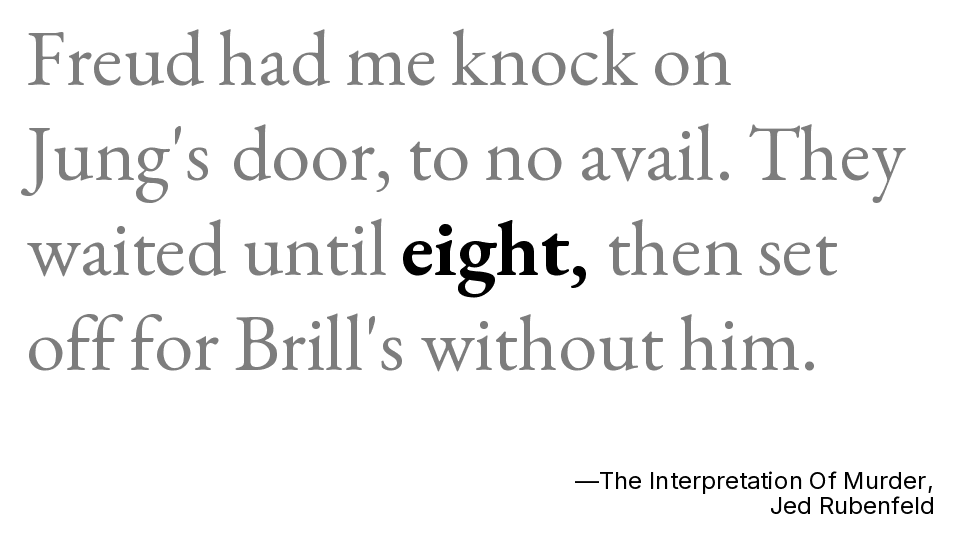 Freud had me knock on
Jung's door, to no avail. They
waited until eight, then set
off for Brill's without him.
—The Interpretation Of Murder,
Jed Rubenfeld